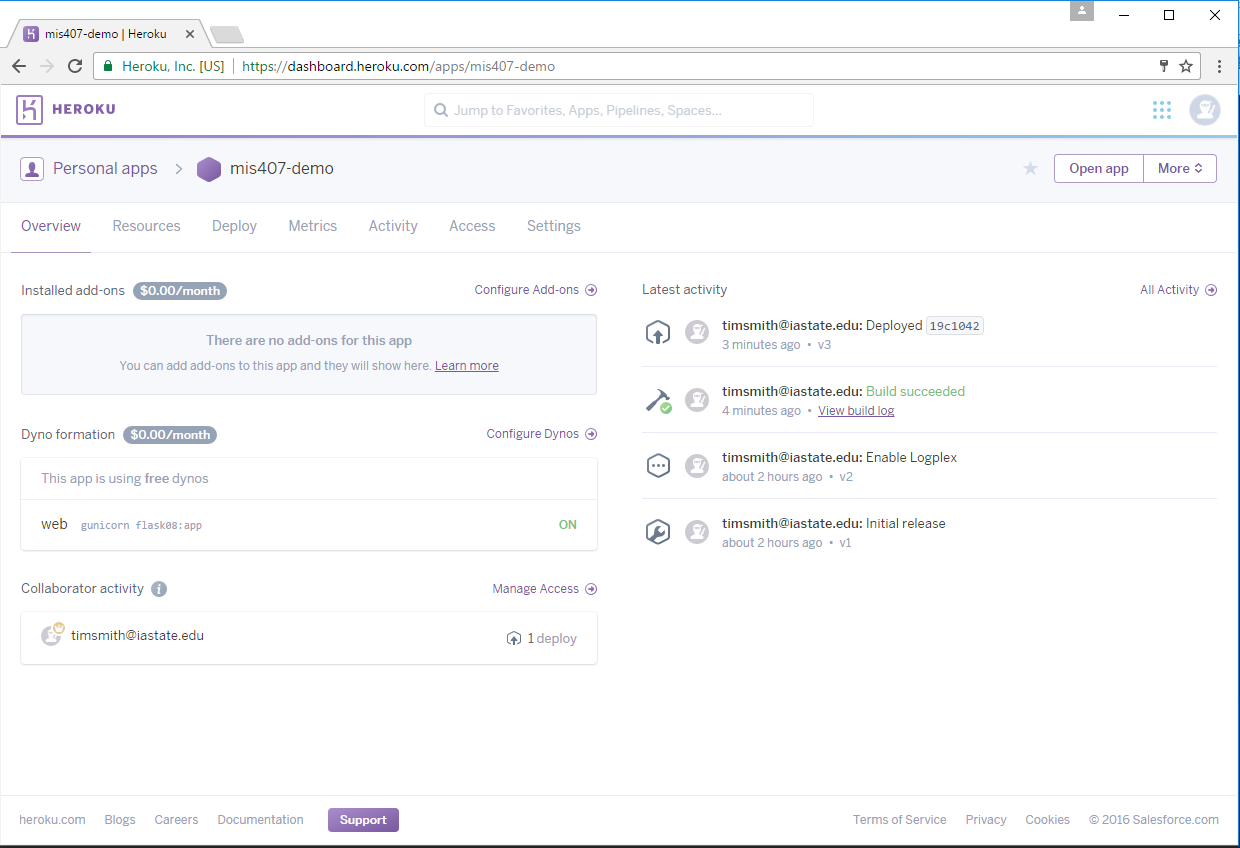 mis407-demo | Heroku
Heroku, Inc. [US] https://dashboard.heroku.com/apps/mis407-demo
HEROKU
Jump to Favorites, Apps, Pipelines, Spaces...
Personal apps > mis407-demo
Open app
More
Overview Resources Deploy Metrics Activity Access Settings
Installed add-ons $0.00/month
Configure Add-ons
There are no add-ons for this app
You can add add-ons to this app and they will show here. Learn more
Dyno formation $0.00/month
Configure Dynos
This app is using free dynos
web gunicorn flask08:app ON
Collaborator activity i
Manage Access
timsmith@iastate.edu
1 deploy
Latest activity
All Activity
timsmith@iastate.edu: Deployed 19c1042
3 minutes ago • v3
timsmith@iastate.edu: Build succeeded
4 minutes ago • View build log
timsmith@iastate.edu: Enable Logplex
about 2 hours ago • v2
timsmith@iastate.edu: Initial release
about 2 hours ago • v1
heroku.com Blogs Careers Documentation Support
Terms of Service Privacy Cookies © 2016 Salesforce.com